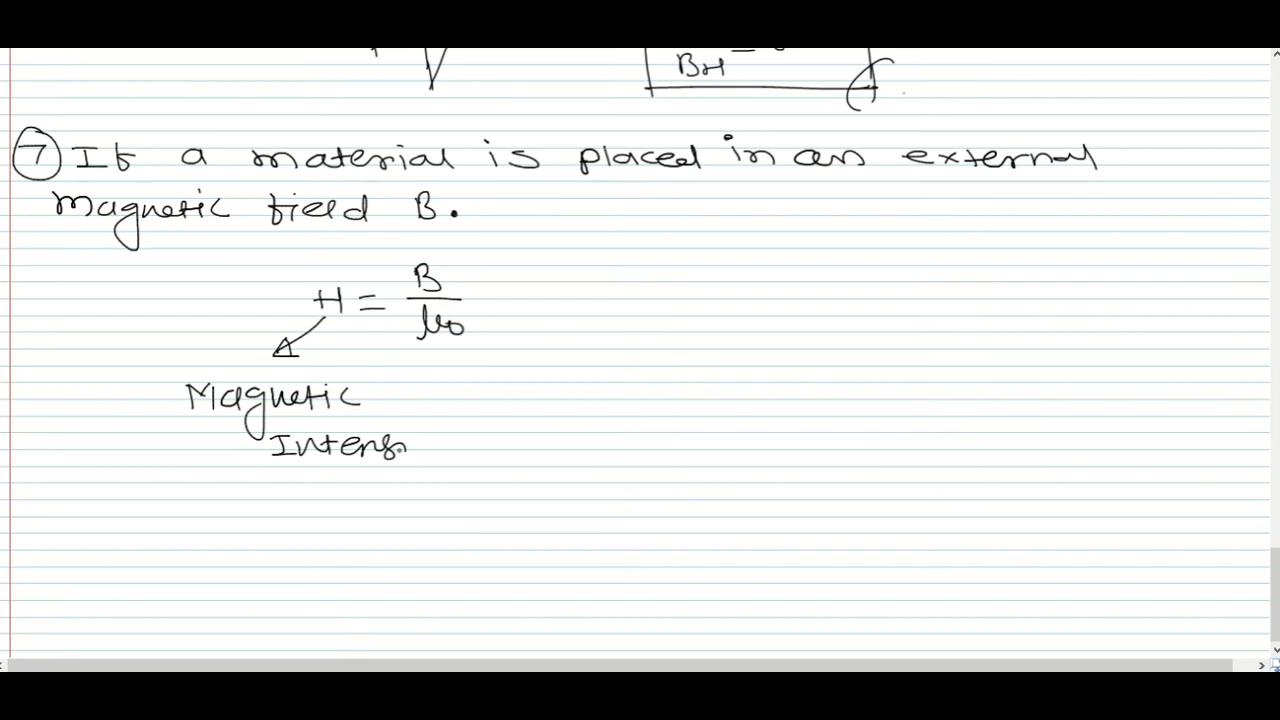 BH =
⑦ If a material is placed in an external
magnetic field B.
H = B/μ₀
Magnetic
Intens